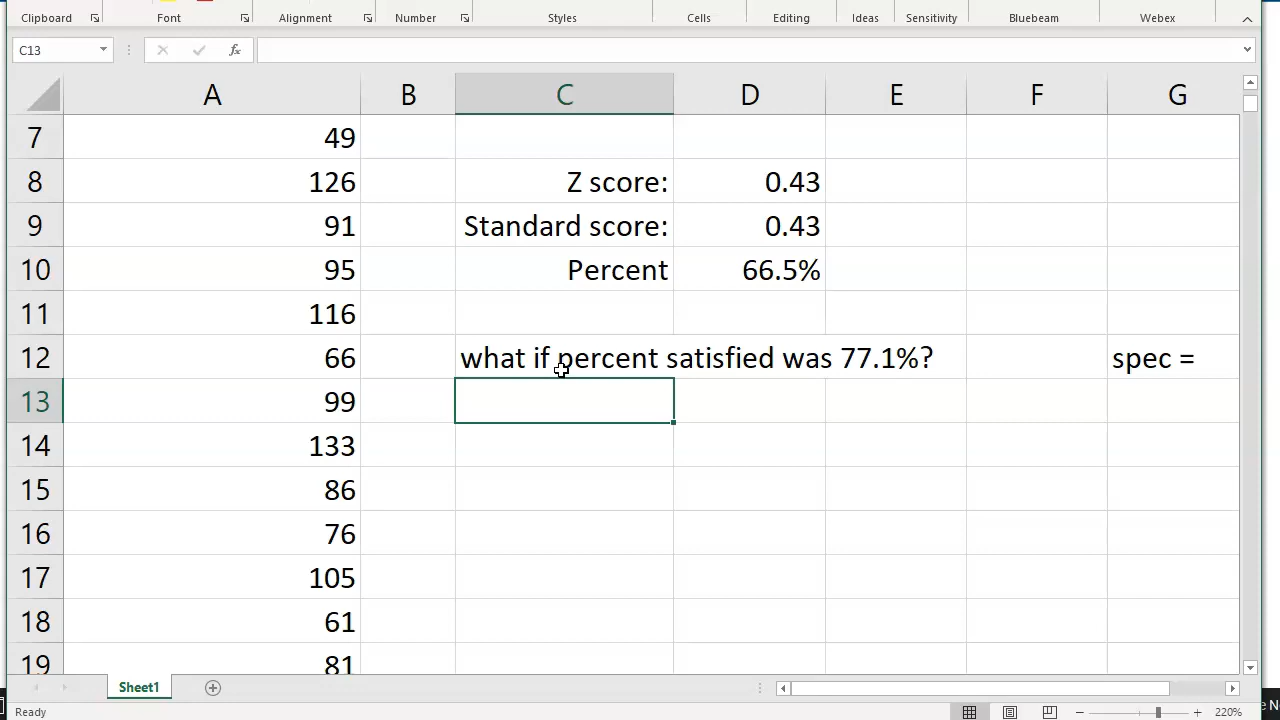 Clipboard Font Alignment Number Styles Cells Editing Ideas Sensitivity Bluebeam Webex
C13 fx
A B C D E F G
7 49
8 126 Z score: 0.43
9 91 Standard score: 0.43
10 95 Percent 66.5%
11 116
12 66 what if percent satisfied was 77.1%? spec =
13 99
14 133
15 86
16 76
17 105
18 61
19 81
Sheet1
Ready 220%